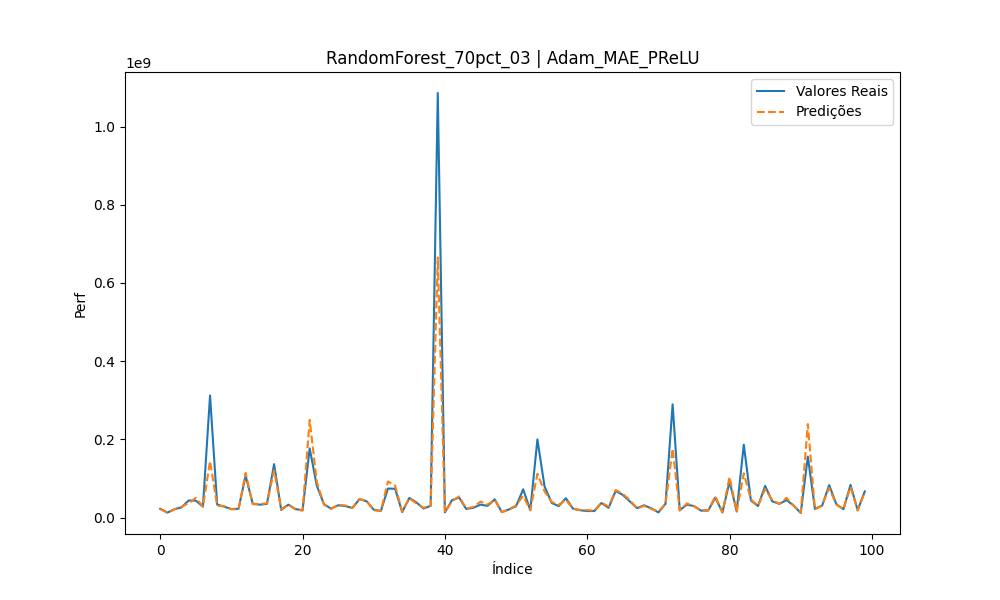 RandomForest_70pct_03 | Adam_MAE_PReLU
1e9
Valores Reais
Predições
1.0
0.8
0.6
0.4
0.2
0.0
Perf
0 20 40 60 80 100
Índice